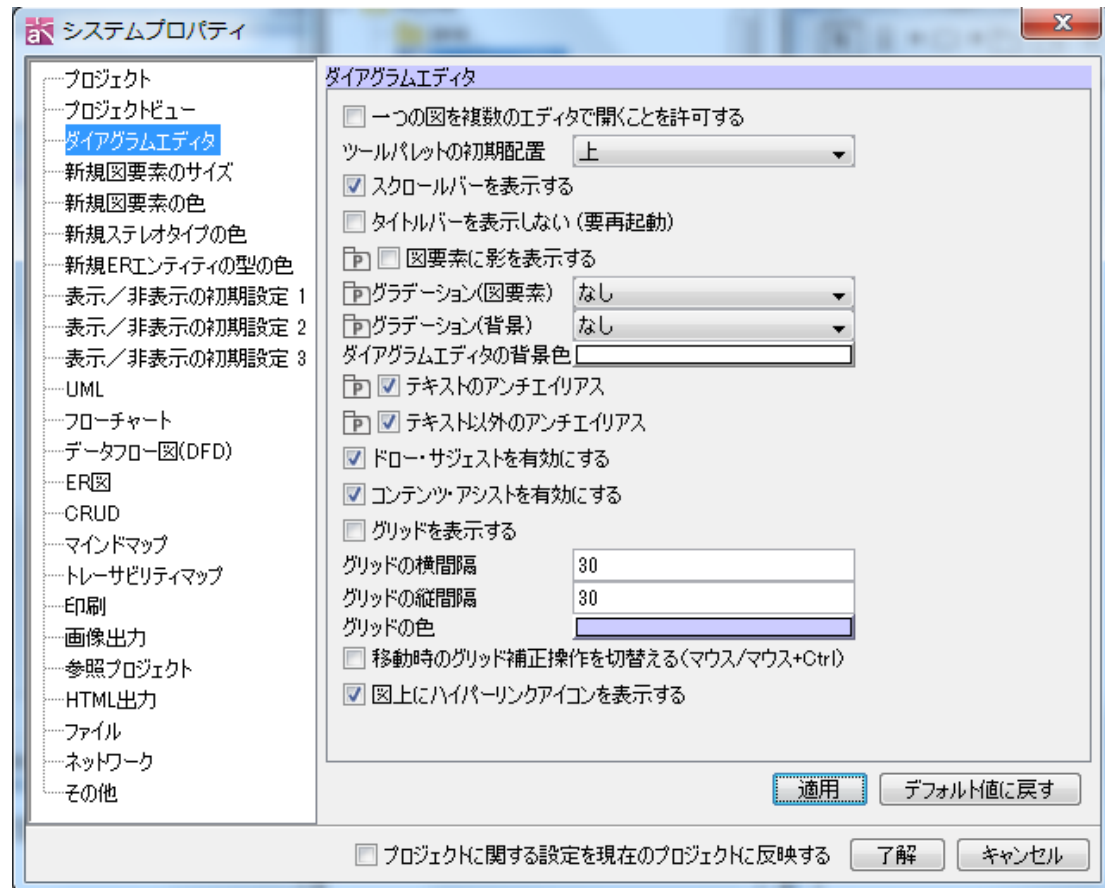 システムプロパティ
プロジェクト
プロジェクトビュー
ダイアグラムエディタ
新規図要素のサイズ
新規図要素の色
新規ステレオタイプの色
新規ERエンティティの型の色
表示／非表示の初期設定 1
表示／非表示の初期設定 2
表示／非表示の初期設定 3
UML
フローチャート
データフロー図(DFD)
ER図
CRUD
マインドマップ
トレーサビリティマップ
印刷
画像出力
参照プロジェクト
HTML出力
ファイル
ネットワーク
その他
ダイアグラムエディタ
一つの図を複数のエディタで開くことを許可する
ツールパレットの初期配置 上
スクロールバーを表示する
タイトルバーを表示しない (要再起動)
P 図要素に影を表示する
P グラデーション(図要素) なし
P グラデーション(背景) なし
ダイアグラムエディタの背景色
P テキストのアンチエイリアス
P テキスト以外のアンチエイリアス
ドロー・サジェストを有効にする
コンテンツ・アシストを有効にする
グリッドを表示する
グリッドの横間隔 30
グリッドの縦間隔 30
グリッドの色
移動時のグリッド補正操作を切替える(マウス/マウス+Ctrl)
図上にハイパーリンクアイコンを表示する
適用 デフォルト値に戻す
プロジェクトに関する設定を現在のプロジェクトに反映する 了解 キャンセル